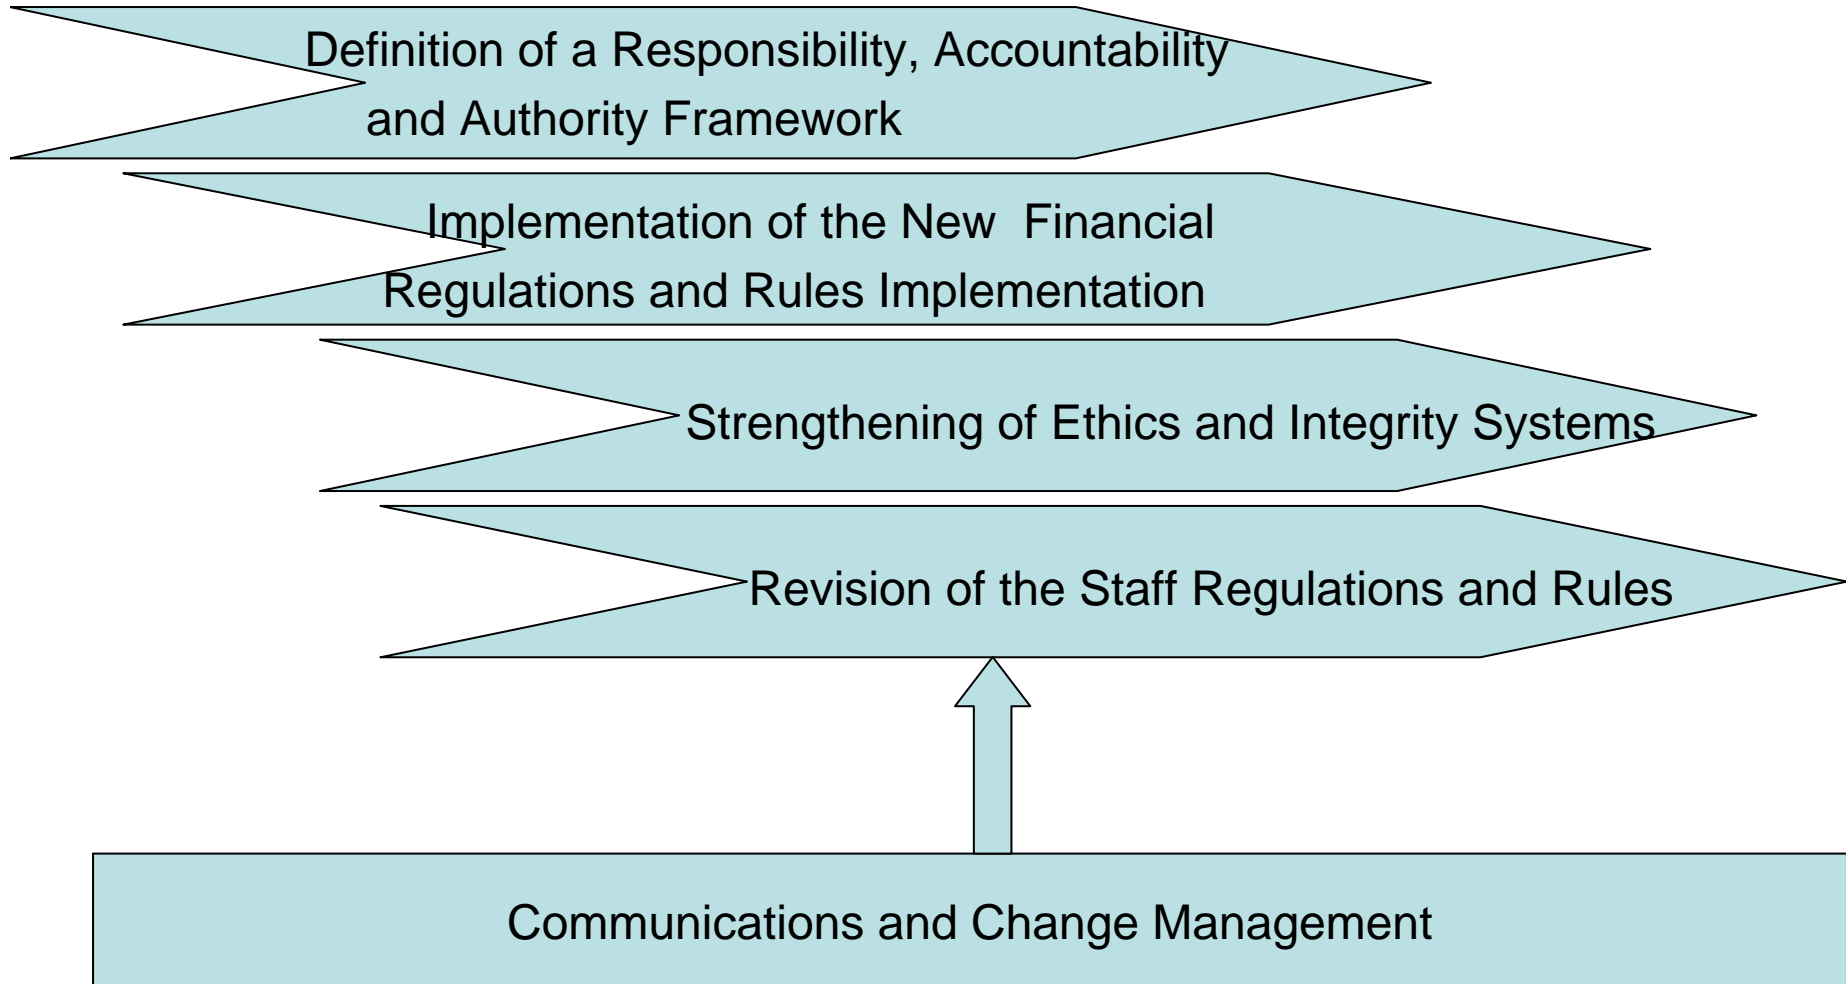 Definition of a Responsibility, Accountability
and Authority Framework
Implementation of the New  Financial
Regulations and Rules Implementation
Strengthening of Ethics and Integrity Systems
Revision of the Staff Regulations and Rules
Communications and Change Management